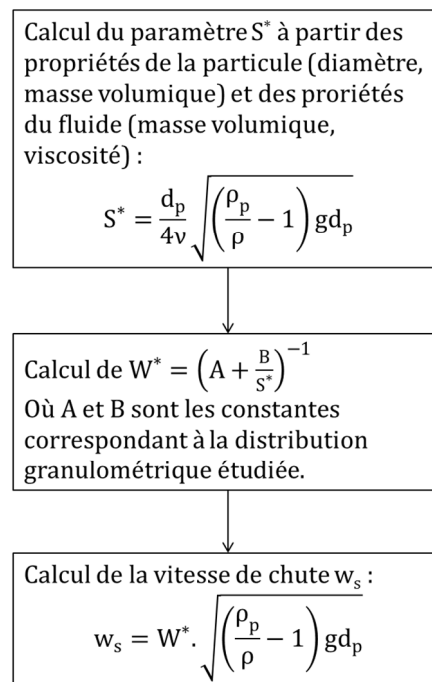 Calcul du paramètre S* à partir des
propriétés de la particule (diamètre,
masse volumique) et des proriétés
du fluide (masse volumique,
viscosité) :
S* = d_p/4ν √((ρ_p/ρ − 1) gd_p)
Calcul de W* = (A + B/S*)^−1
Où A et B sont les constantes
correspondant à la distribution
granulométrique étudiée.
Calcul de la vitesse de chute w_s :
w_s = W*. √((ρ_p/ρ − 1) gd_p)